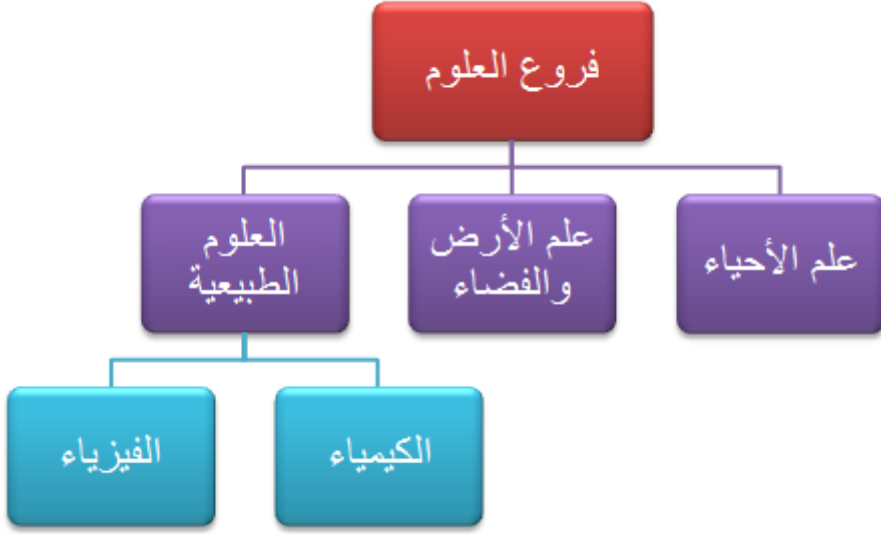 فروع العلوم
علم الأحياء
علم الأرض
والفضاء
العلوم
الطبيعية
الكيمياء
الفيزياء